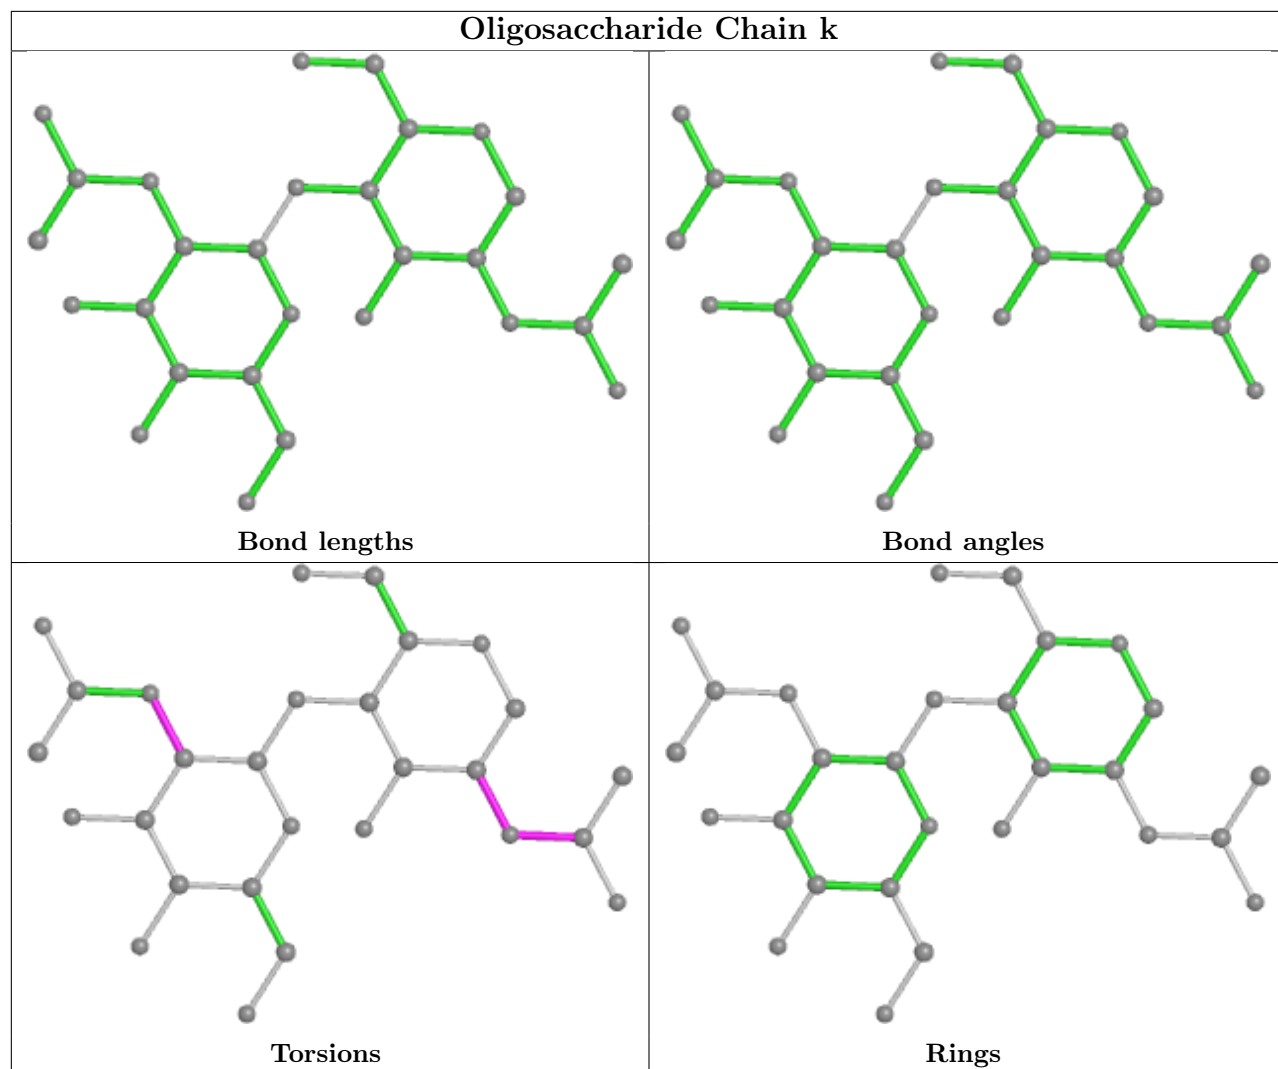 Oligosaccharide Chain k
Bond lengths
Bond angles
Torsions
Rings